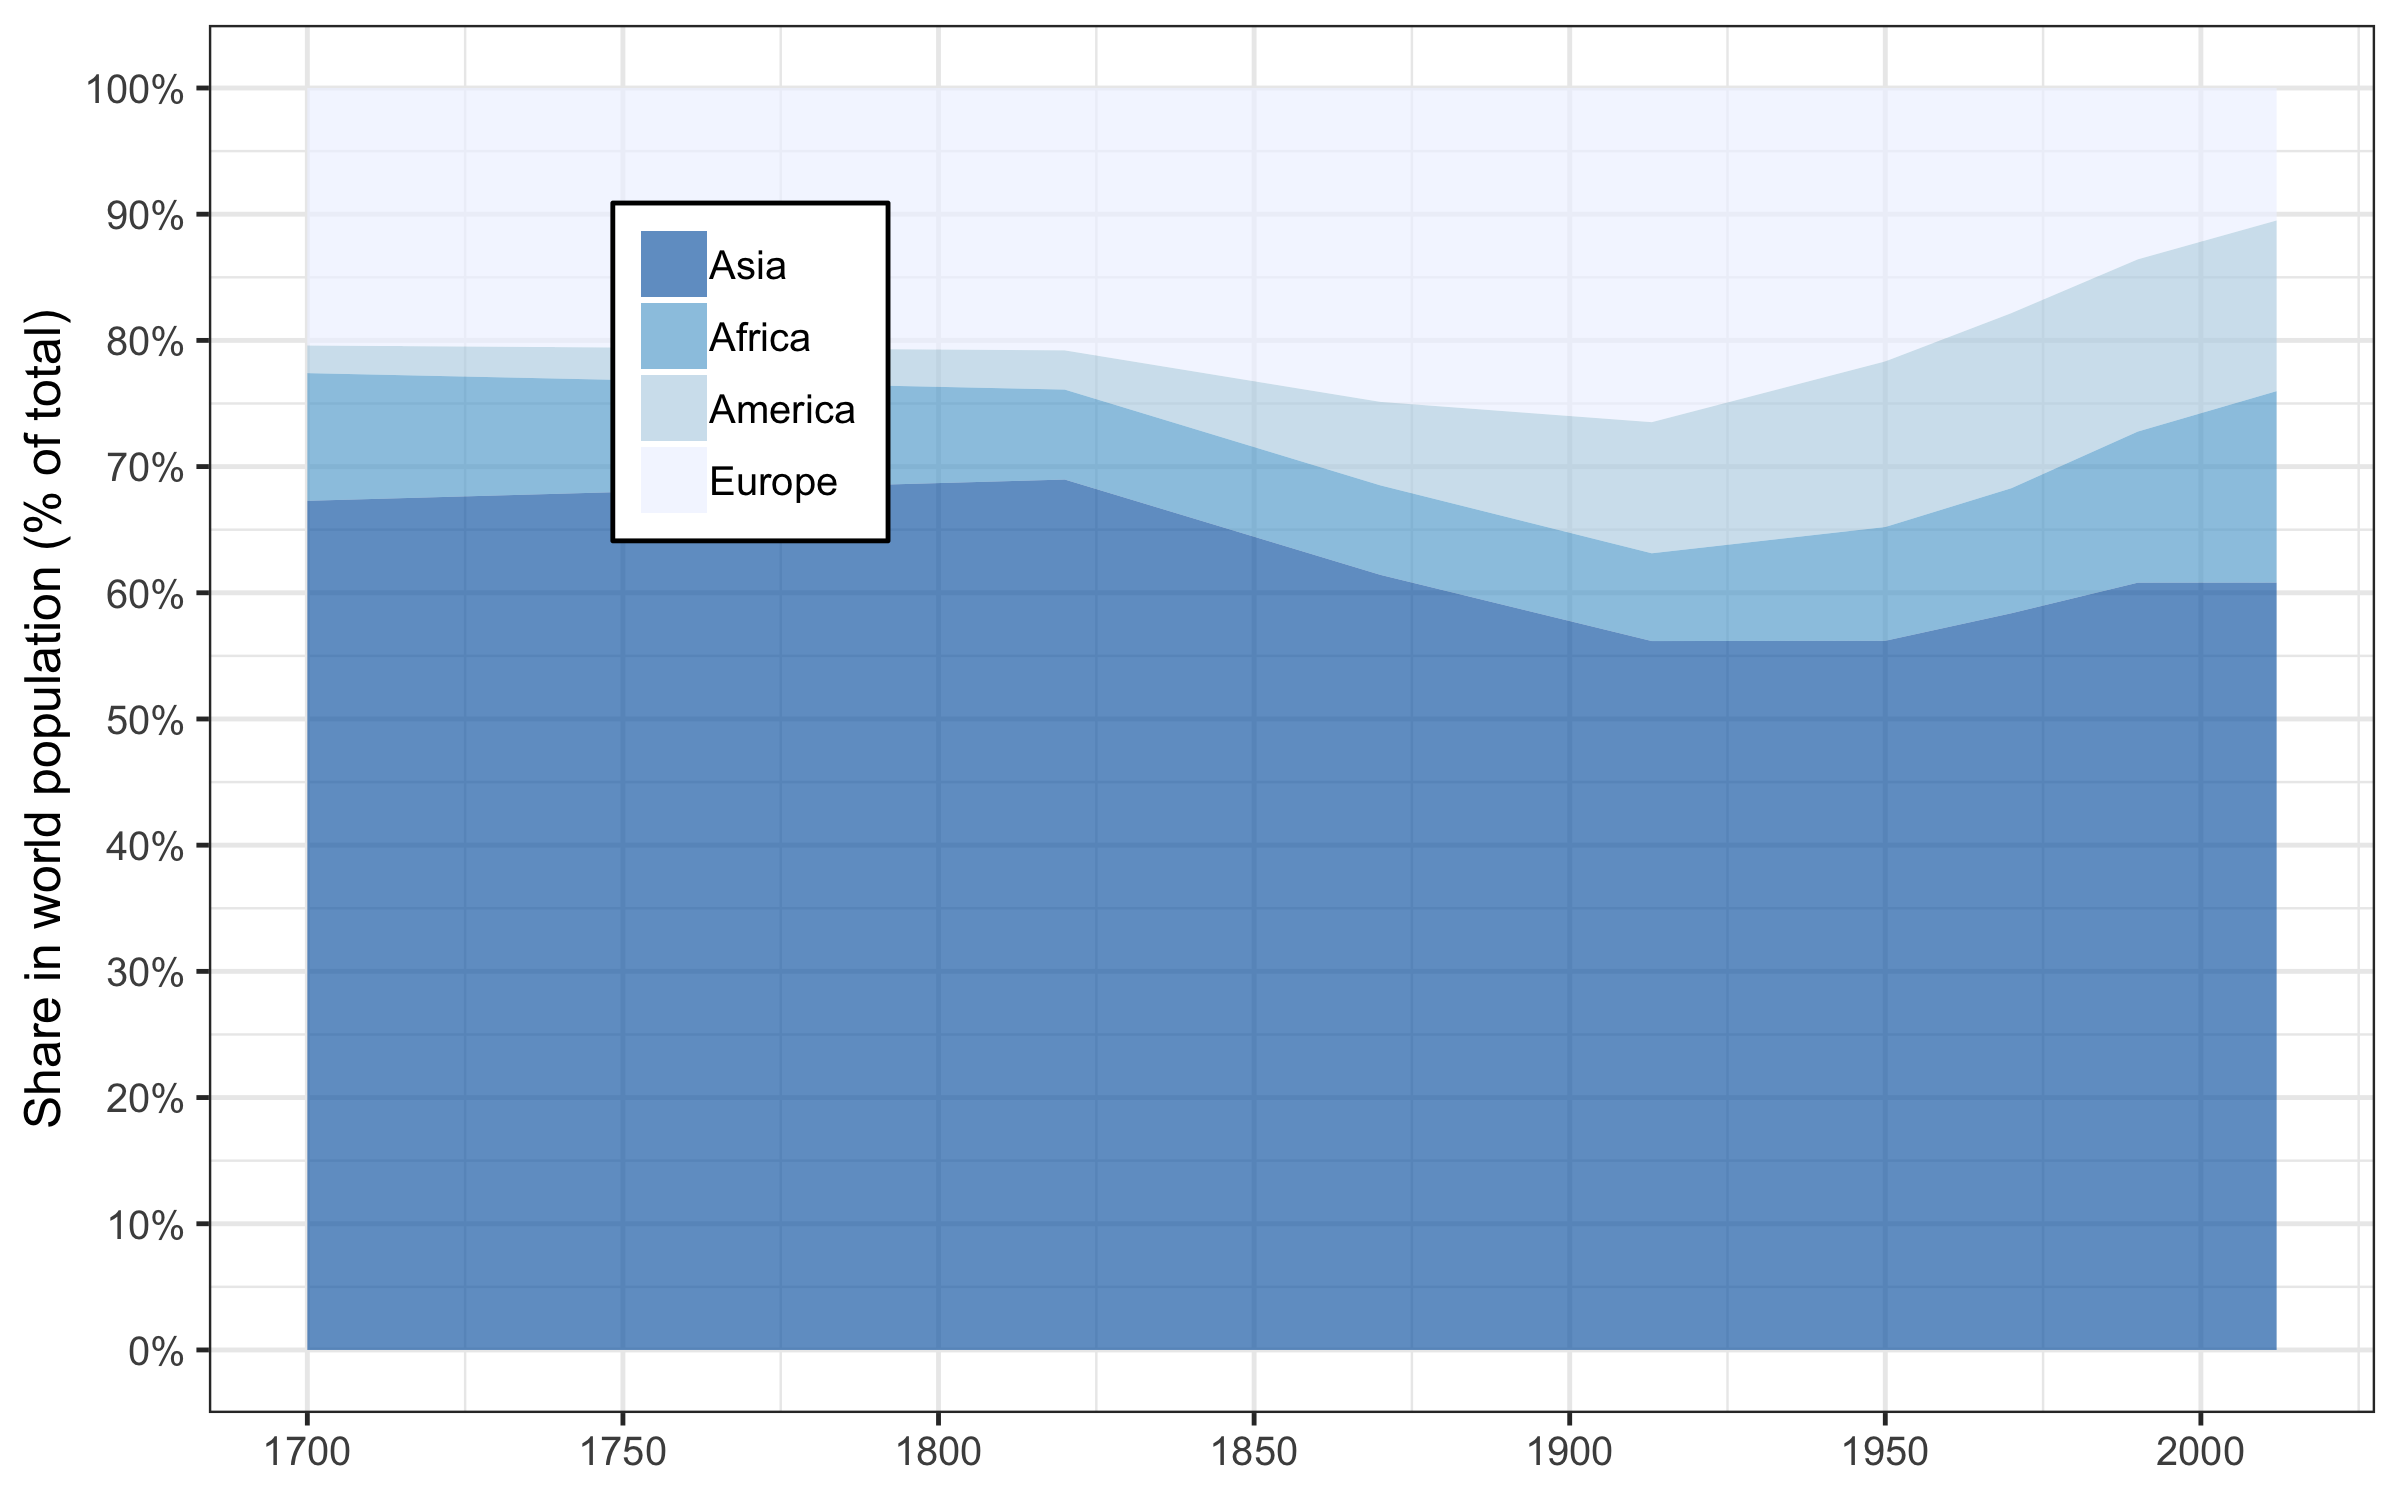 Share in world population (% of total)
100%
90%
80%
70%
60%
50%
40%
30%
20%
10%
0%
Asia
Africa
America
Europe
1700 1750 1800 1850 1900 1950 2000